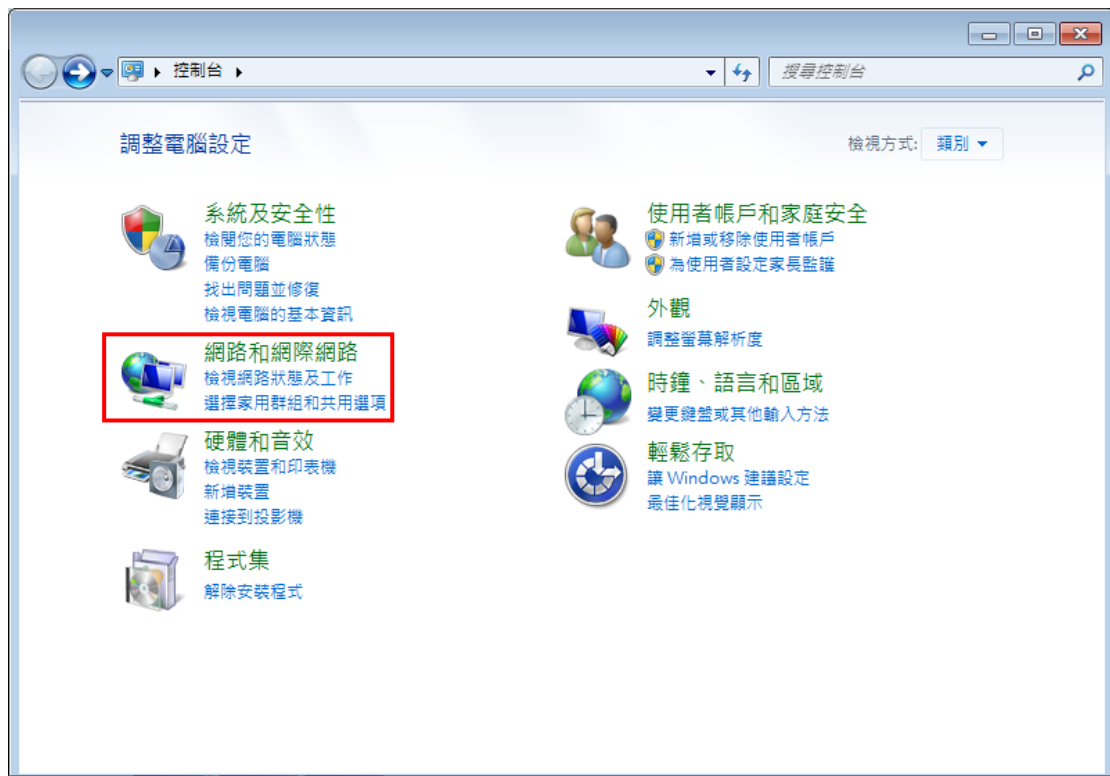 控制台
搜尋控制台
調整電腦設定
檢視方式: 類別
系統及安全性
檢閱您的電腦狀態
備份電腦
找出問題並修復
檢視電腦的基本資訊
網路和網際網路
檢視網路狀態及工作
選擇家用群組和共用選項
硬體和音效
檢視裝置和印表機
新增裝置
連接到投影機
程式集
解除安裝程式
使用者帳戶和家庭安全
新增或移除使用者帳戶
為使用者設定家長監護
外觀
調整螢幕解析度
時鐘、語言和區域
變更鍵盤或其他輸入方法
輕鬆存取
讓 Windows 建議設定
最佳化視覺顯示